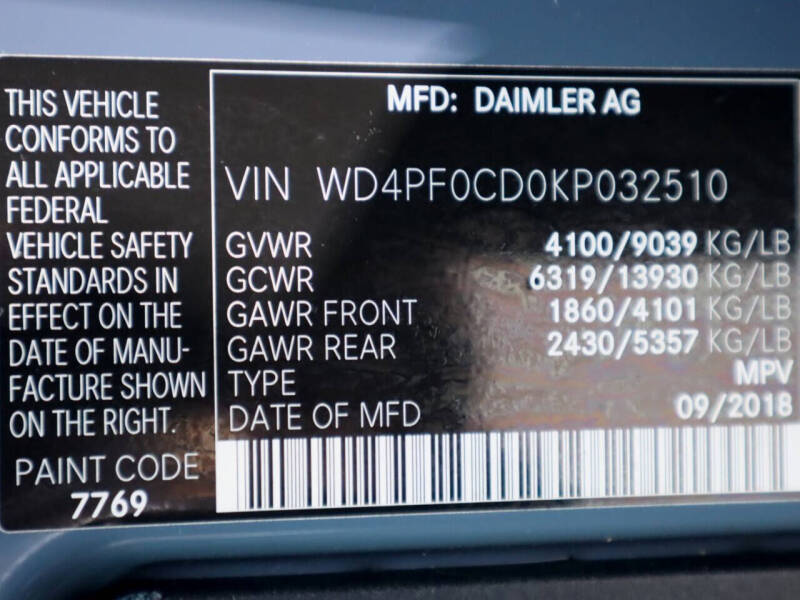 THIS VEHICLE
CONFORMS TO
ALL APPLICABLE
FEDERAL
VEHICLE SAFETY
STANDARDS IN
EFFECT ON THE
DATE OF MANU-
FACTURE SHOWN
ON THE RIGHT.
PAINT CODE
7769
MFD: DAIMLER AG
VIN WD4PF0CD0KP032510
GVWR 4100/9039 KG/LB
GCWR 6319/13930 KG/LB
GAWR FRONT 1860/4101 KG/LB
GAWR REAR 2430/5357 KG/LB
TYPE MPV
DATE OF MFD 09/2018